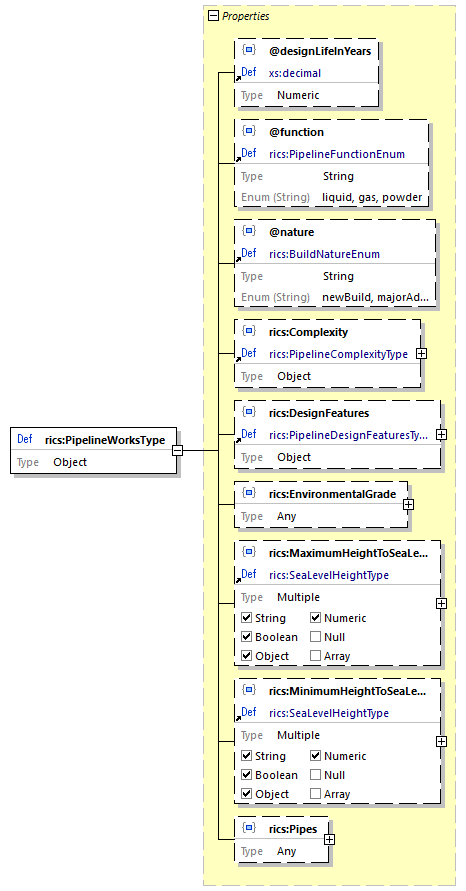 Properties
@designLifeInYears
Def xs:decimal
Type Numeric
@function
Def rics:PipelineFunctionEnum
Type String
Enum (String) liquid, gas, powder
@nature
Def rics:BuildNatureEnum
Type String
Enum (String) newBuild, majorAd...
rics:Complexity
Def rics:PipelineComplexityType
Type Object
rics:DesignFeatures
Def rics:PipelineDesignFeaturesTy...
Type Object
Def rics:PipelineWorksType
Type Object
rics:EnvironmentalGrade
Type Any
rics:MaximumHeightToSeaLe...
Def rics:SeaLevelHeightType
Type Multiple
String Numeric
Boolean Null
Object Array
rics:MinimumHeightToSeaLe...
Def rics:SeaLevelHeightType
Type Multiple
String Numeric
Boolean Null
Object Array
rics:Pipes
Type Any